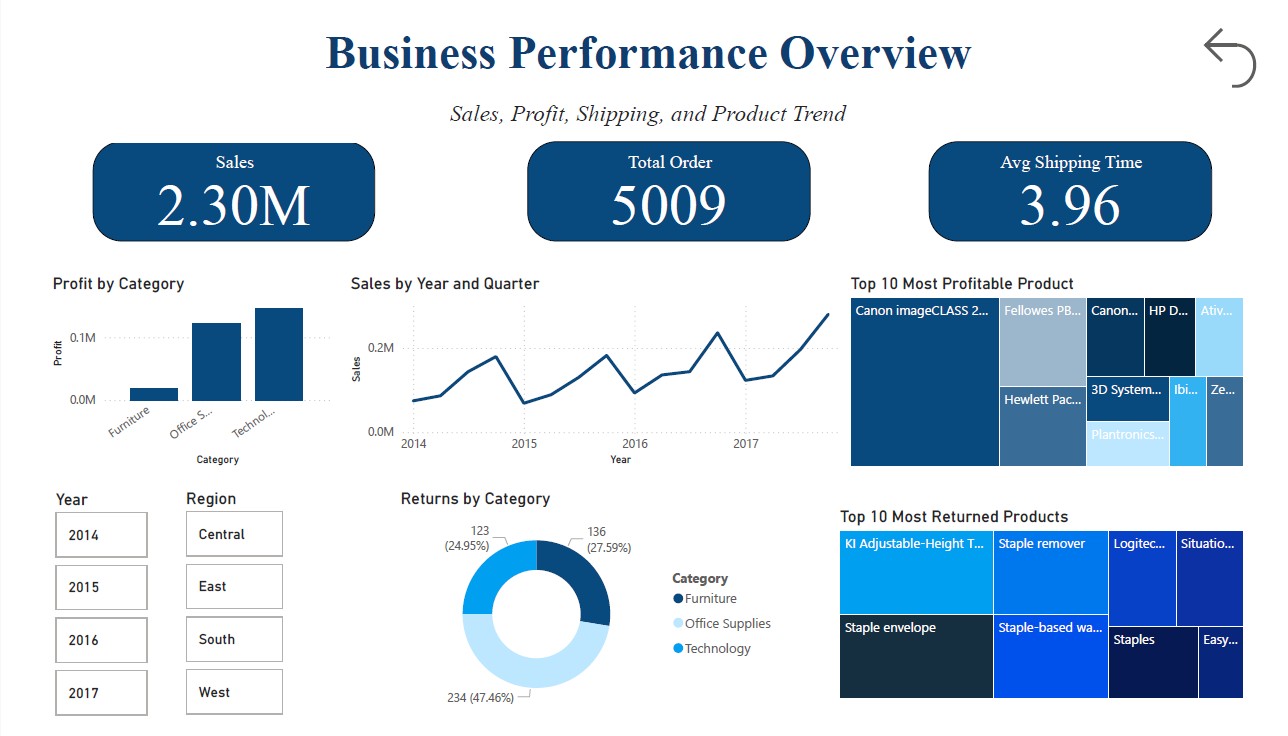 Business Performance Overview
Sales, Profit, Shipping, and Product Trend
Sales
2.30M
Total Order
5009
Avg Shipping Time
3.96
Profit by Category
Profit
0.1M
0.0M
Furniture
Office S...
Technol...
Category
Sales by Year and Quarter
Sales
0.2M
0.0M
2014
2015
2016
2017
Year
Top 10 Most Profitable Product
Canon imageCLASS 2...
Fellowes PB...
Hewlett Pac...
Canon...
HP D...
Ativ...
3D System...
Plantronics...
Ibi...
Ze...
Year
2014
2015
2016
2017
Region
Central
East
South
West
Returns by Category
123
(24.95%)
136
(27.59%)
234 (47.46%)
Category
Furniture
Office Supplies
Technology
Top 10 Most Returned Products
KI Adjustable-Height T...
Staple remover
Logitec...
Situatio...
Staple envelope
Staple-based wa...
Staples
Easy...